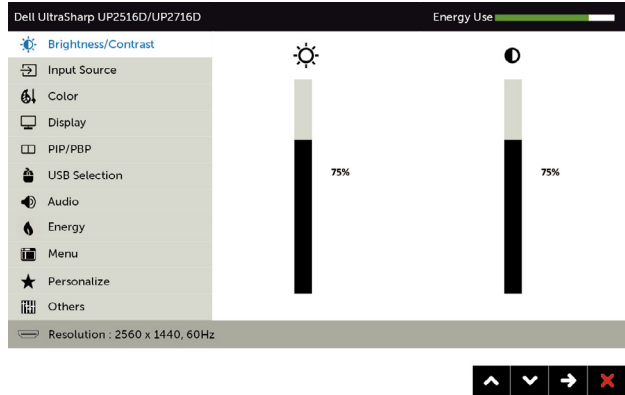 Dell UltraSharp UP2516D/UP2716D
Energy Use
Brightness/Contrast
Input Source
Color
Display
PIP/PBP
USB Selection
Audio
Energy
Menu
Personalize
Others
75%
75%
Resolution : 2560 x 1440, 60Hz